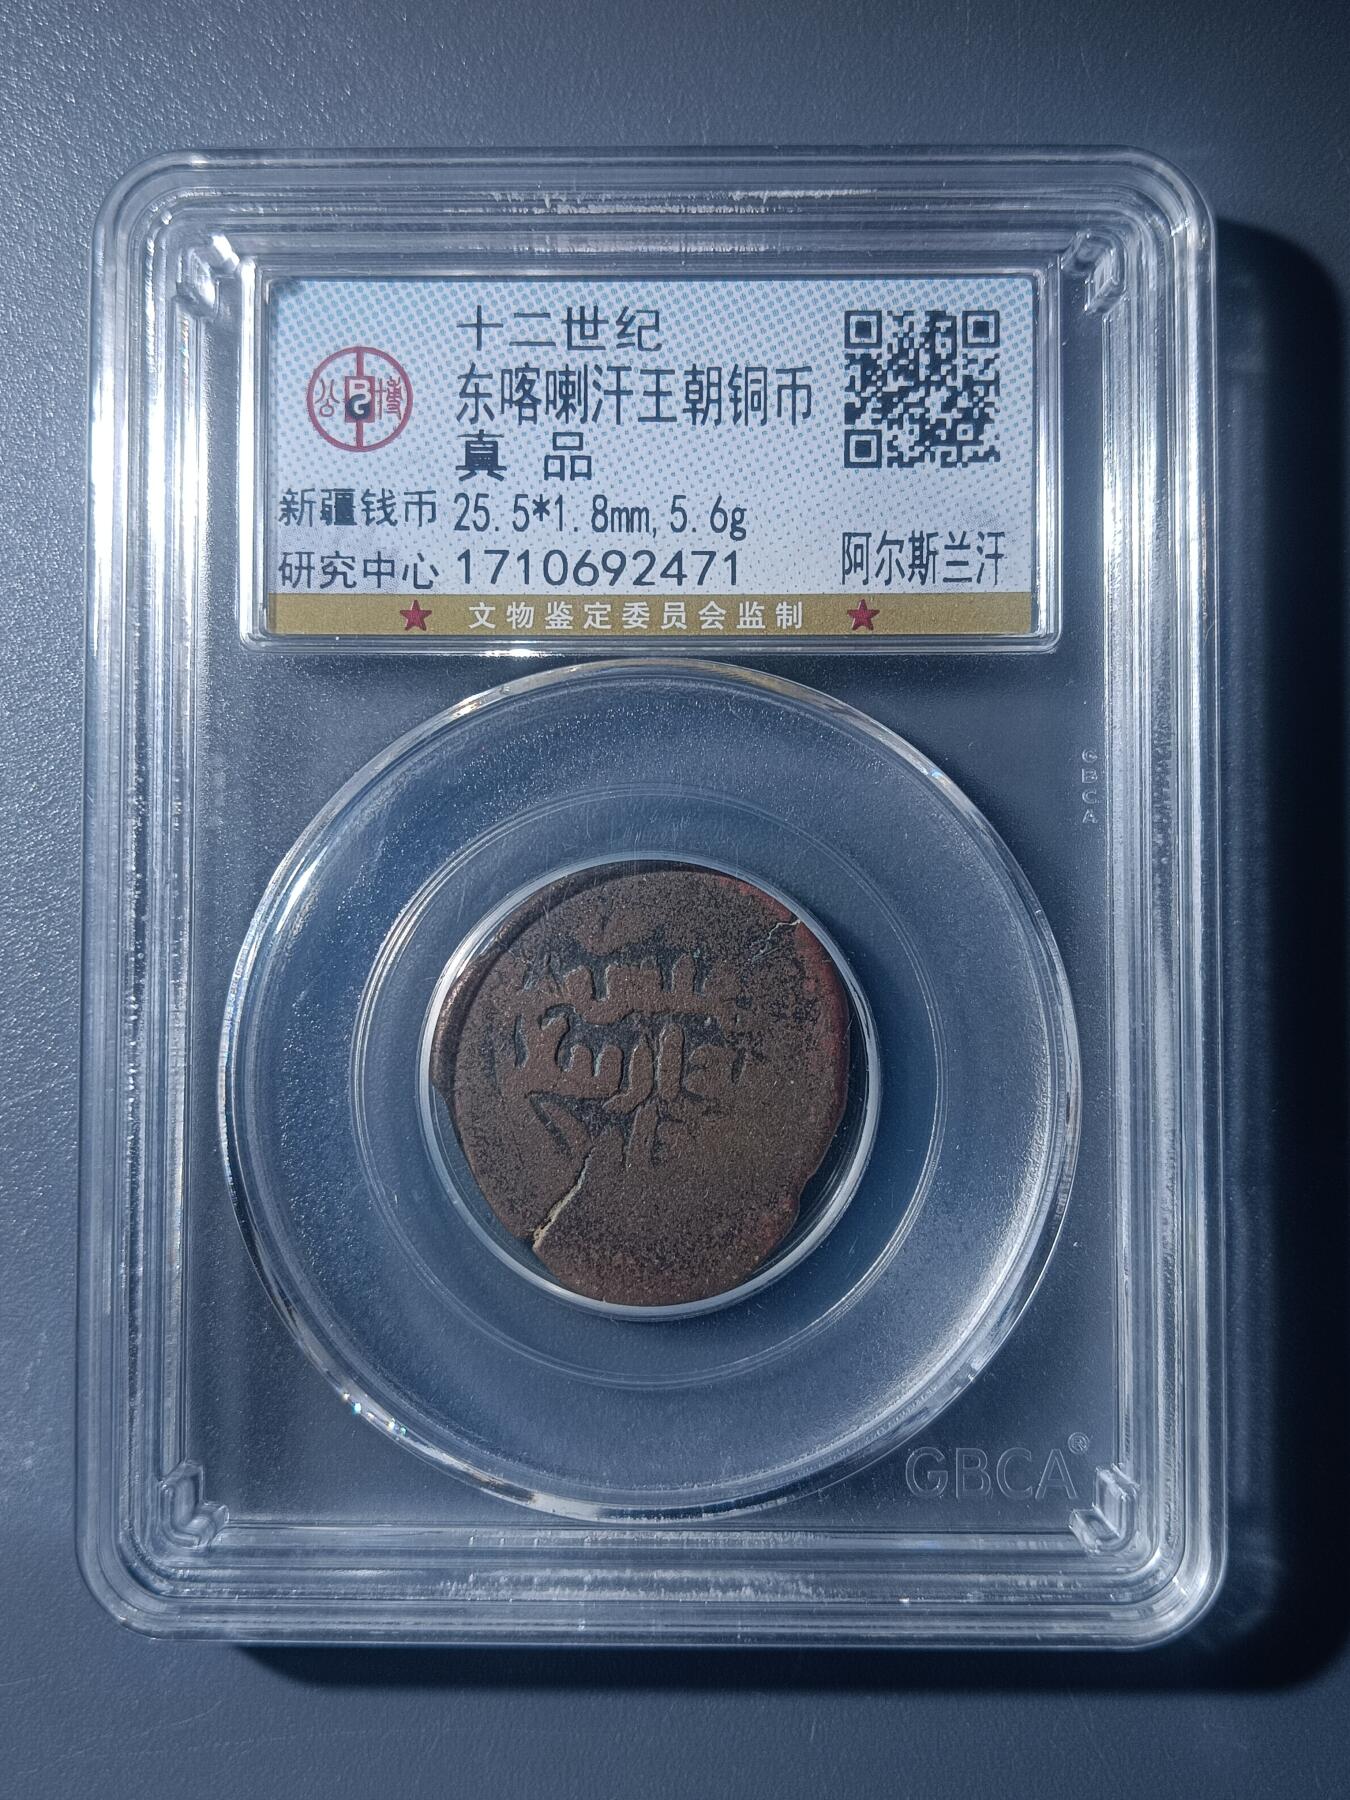 十二世纪
东喀喇汗王朝铜币
真 品
公 博
新疆钱币 25.5*1.8mm,5.6g
研究中心 1710692471 阿尔斯兰汗
★ 文物鉴定委员会监制 ★
GBCA
GBCA®